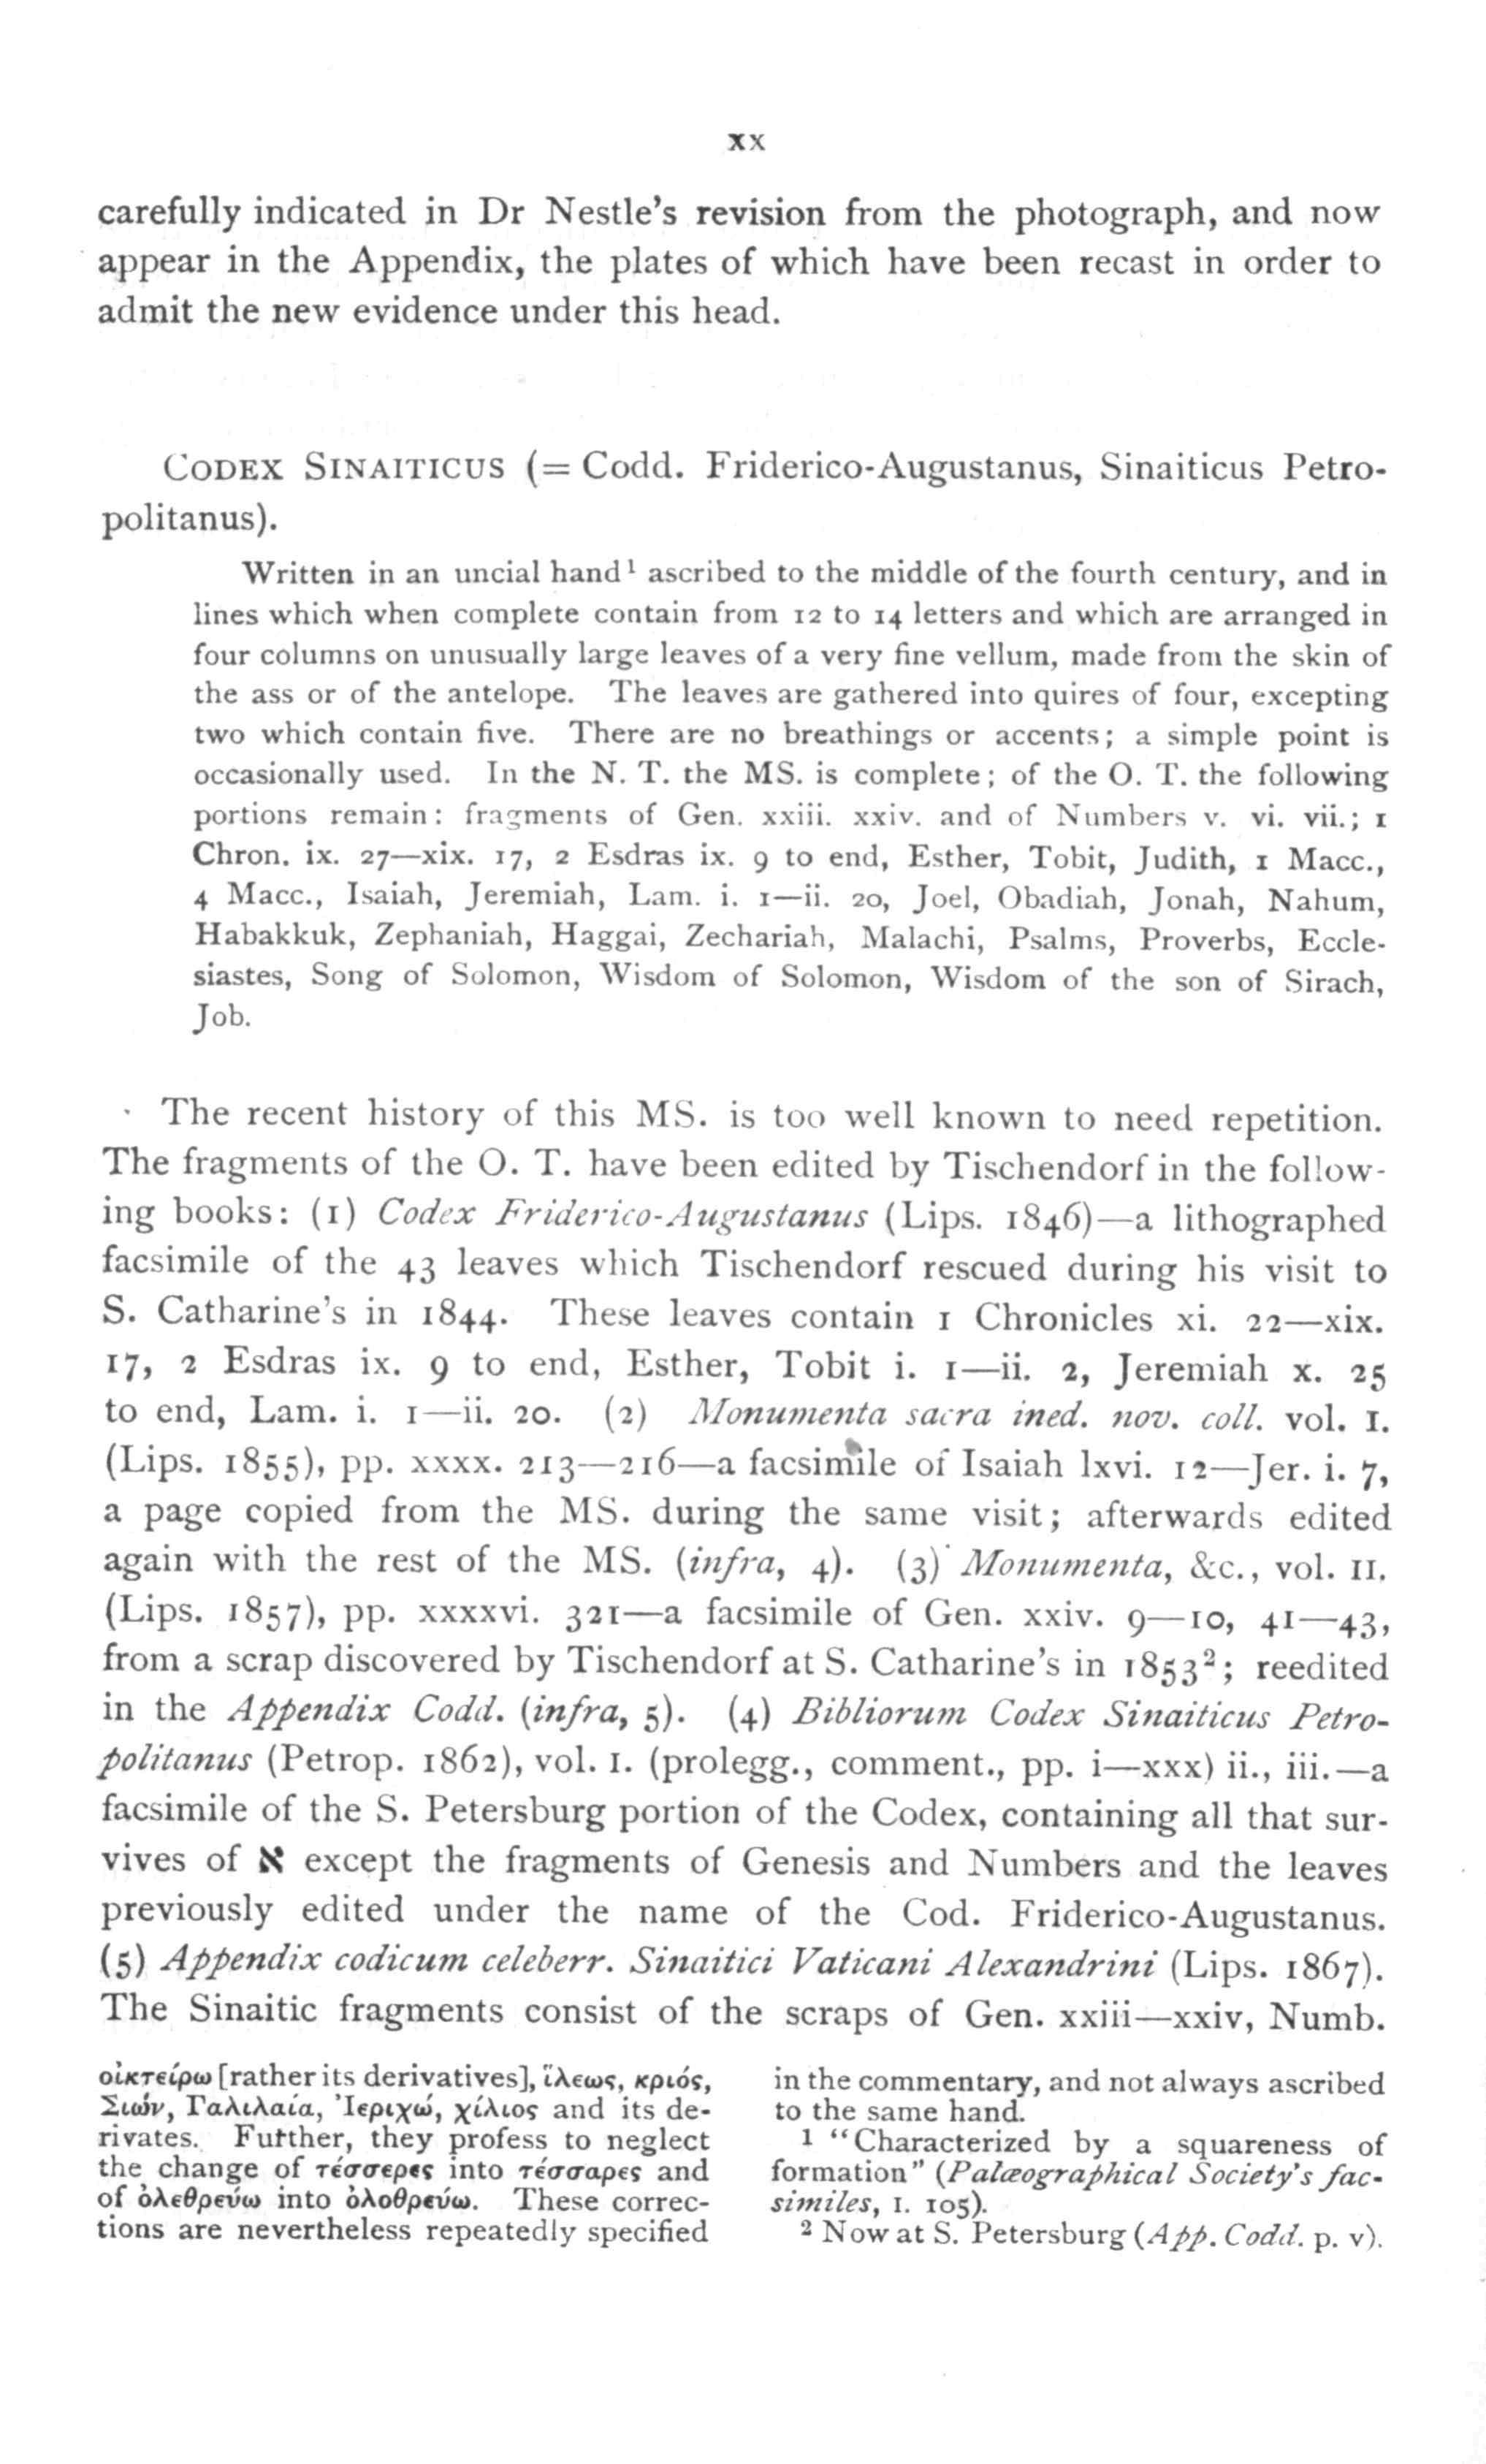 xx
carefully indicated in Dr Nestle's revision from the photograph, and now
appear in the Appendix, the plates of which have been recast in order to
admit the new evidence under this head.
CODEX SINAITICUS (= Codd. Friderico-Augustanus, Sinaiticus Petro-
politanus).
Written in an uncial hand¹ ascribed to the middle of the fourth century, and in
lines which when complete contain from 12 to 14 letters and which are arranged in
four columns on unusually large leaves of a very fine vellum, made from the skin of
the ass or of the antelope. The leaves are gathered into quires of four, excepting
two which contain five. There are no breathings or accents; a simple point is
occasionally used. In the N. T. the MS. is complete; of the O. T. the following
portions remain: fragments of Gen. xxiii. xxiv. and of Numbers v. vi. vii.; 1
Chron. ix. 27—xix. 17, 2 Esdras ix. 9 to end, Esther, Tobit, Judith, 1 Macc.,
4 Macc., Isaiah, Jeremiah, Lam. i. 1—ii. 20, Joel, Obadiah, Jonah, Nahum,
Habakkuk, Zephaniah, Haggai, Zechariah, Malachi, Psalms, Proverbs, Eccle-
siastes, Song of Solomon, Wisdom of Solomon, Wisdom of the son of Sirach,
Job.
The recent history of this MS. is too well known to need repetition.
The fragments of the O. T. have been edited by Tischendorf in the follow-
ing books: (1) Codex Friderico-Augustanus (Lips. 1846)—a lithographed
facsimile of the 43 leaves which Tischendorf rescued during his visit to
S. Catharine's in 1844. These leaves contain 1 Chronicles xi. 22—xix.
17, 2 Esdras ix. 9 to end, Esther, Tobit i. 1—ii. 2, Jeremiah x. 25
to end, Lam. i. 1—ii. 20. (2) Monumenta sacra ined. nov. coll. vol. I.
(Lips. 1855), pp. xxxx. 213—216—a facsimile of Isaiah lxvi. 12—Jer. i. 7,
a page copied from the MS. during the same visit; afterwards edited
again with the rest of the MS. (infra, 4). (3) Monumenta, &c., vol. II.
(Lips. 1857), pp. xxxxvi. 321—a facsimile of Gen. xxiv. 9—10, 41—43,
from a scrap discovered by Tischendorf at S. Catharine's in 1853²; reedited
in the Appendix Codd. (infra, 5). (4) Bibliorum Codex Sinaiticus Petro-
politanus (Petrop. 1862), vol. I. (prolegg., comment., pp. i—xxx) ii., iii.—a
facsimile of the S. Petersburg portion of the Codex, containing all that sur-
vives of א except the fragments of Genesis and Numbers and the leaves
previously edited under the name of the Cod. Friderico-Augustanus.
(5) Appendix codicum celeberr. Sinaitici Vaticani Alexandrini (Lips. 1867).
The Sinaitic fragments consist of the scraps of Gen. xxiii—xxiv, Numb.
οἰκτείρω [rather its derivatives], ἵλεως, κριός,
Σιών, Γαλιλαία, Ἰεριχώ, χίλιος and its de-
rivates. Further, they profess to neglect
the change of τέσσερες into τέσσαρες and
of ὀλεθρεύω into ὀλοθρεύω. These correc-
tions are nevertheless repeatedly specified
in the commentary, and not always ascribed
to the same hand.
1 “Characterized by a squareness of
formation” (Palæographical Society's fac-
similes, I. 105).
2 Now at S. Petersburg (App. Codd. p. v).